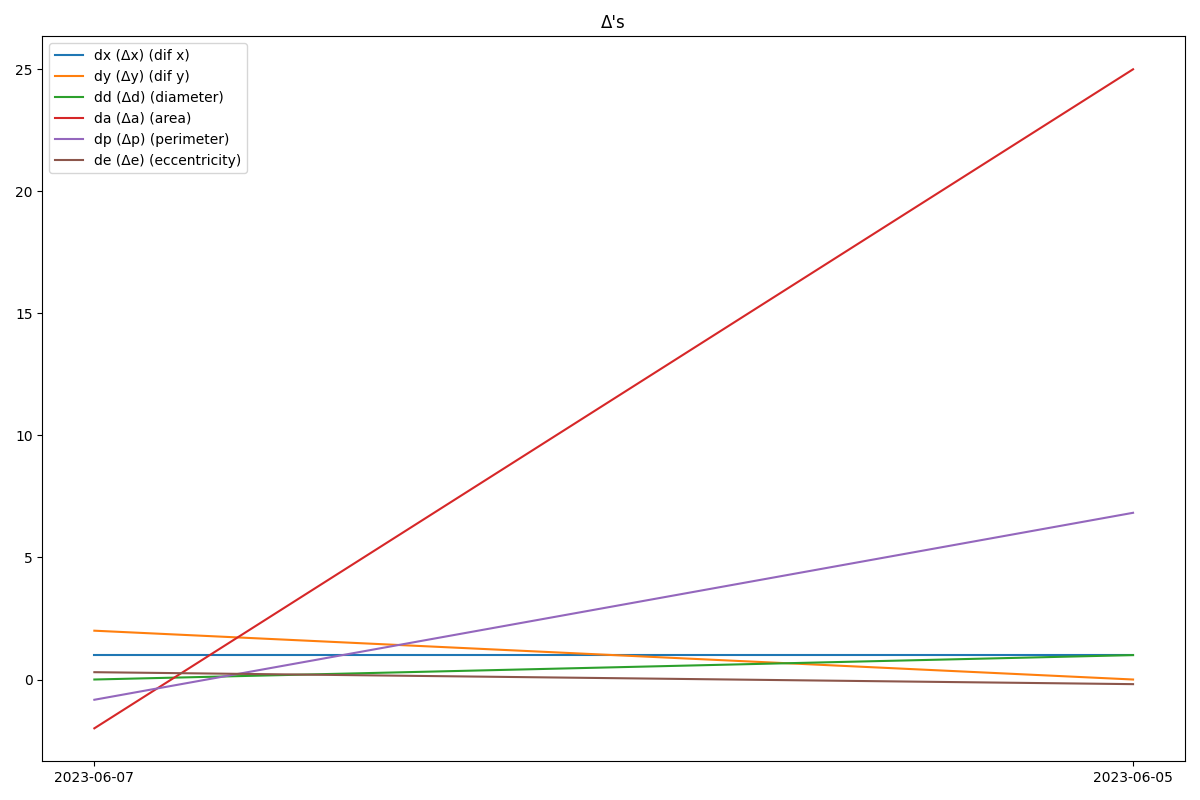 Δ's
dx (Δx) (dif x)
dy (Δy) (dif y)
dd (Δd) (diameter)
da (Δa) (area)
dp (Δp) (perimeter)
de (Δe) (eccentricity)
25
20
15
10
5
0
2023-06-07
2023-06-05